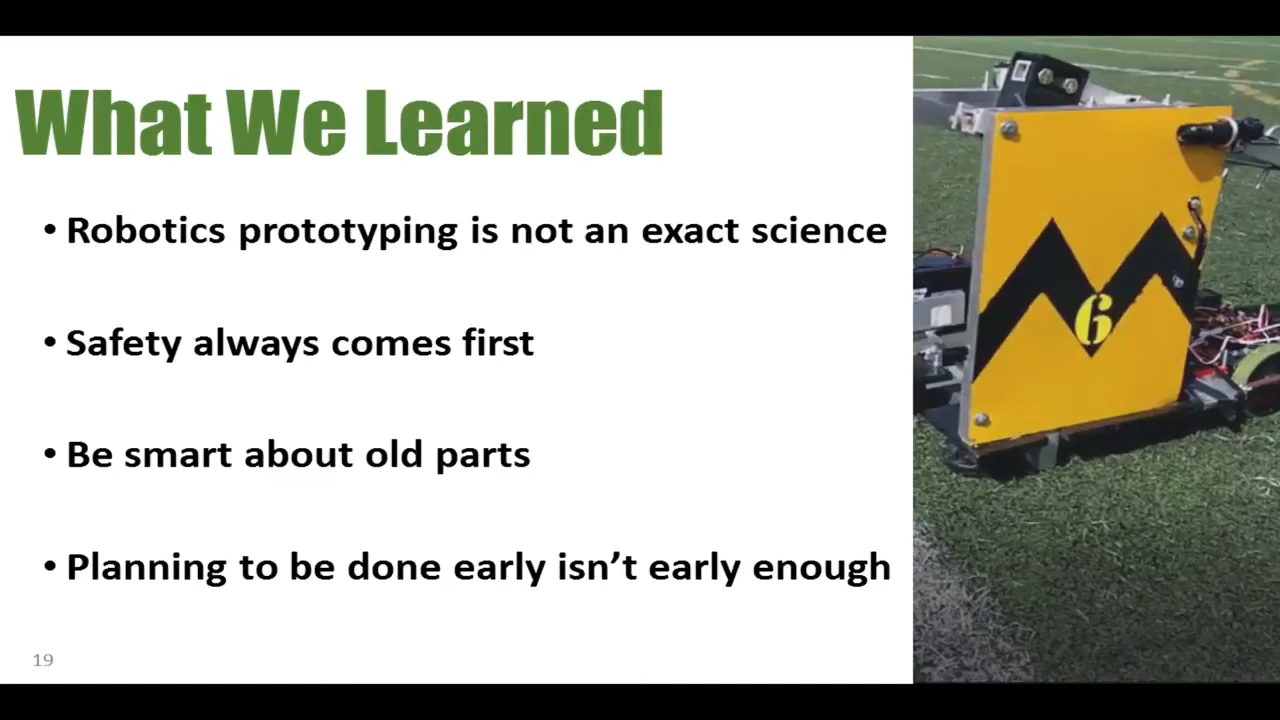 What We Learned
• Robotics prototyping is not an exact science
• Safety always comes first
• Be smart about old parts
• Planning to be done early isn’t early enough
19
6